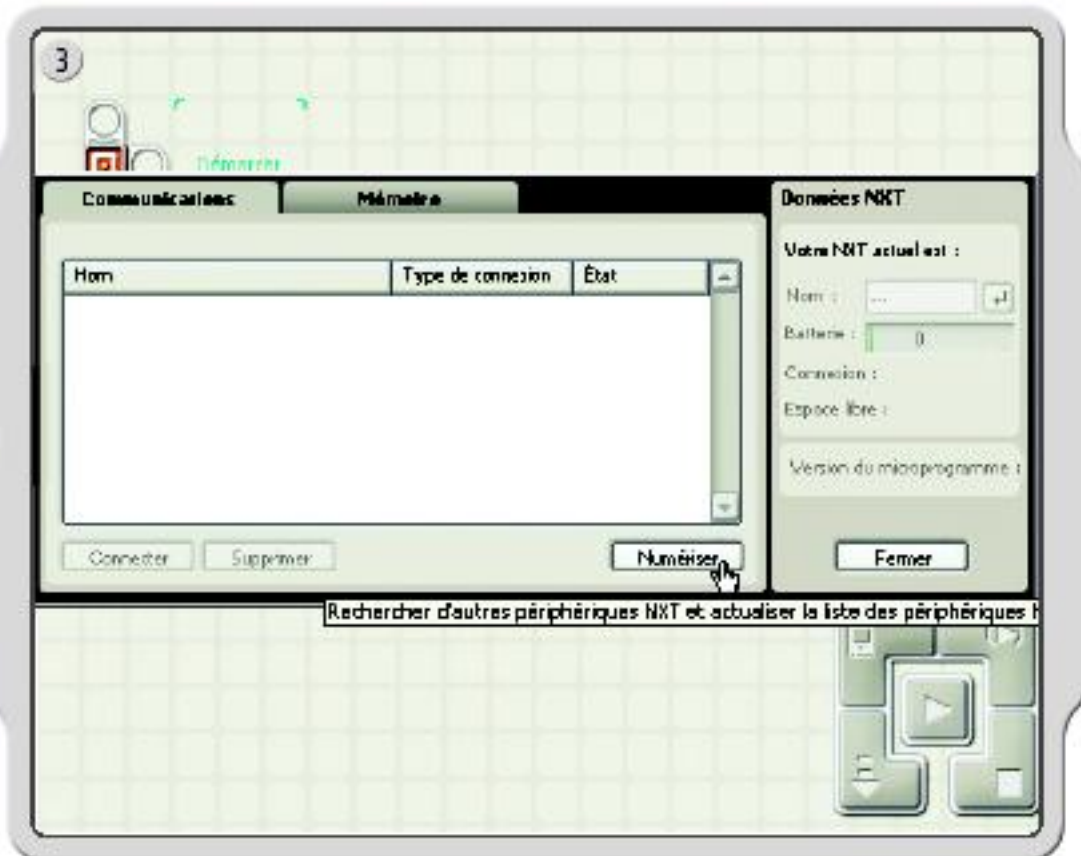 3
Démarrer
Communications Mémoire
Nom Type de connexion État
Connecter Supprimer Numériser
Rechercher d'autres périphériques NXT et actualiser la liste des périphériques
Données NXT
Votre NXT actuel est :
Nom : ...
Batterie : 0
Connexion :
Espace libre :
Version du microprogramme :
Fermer